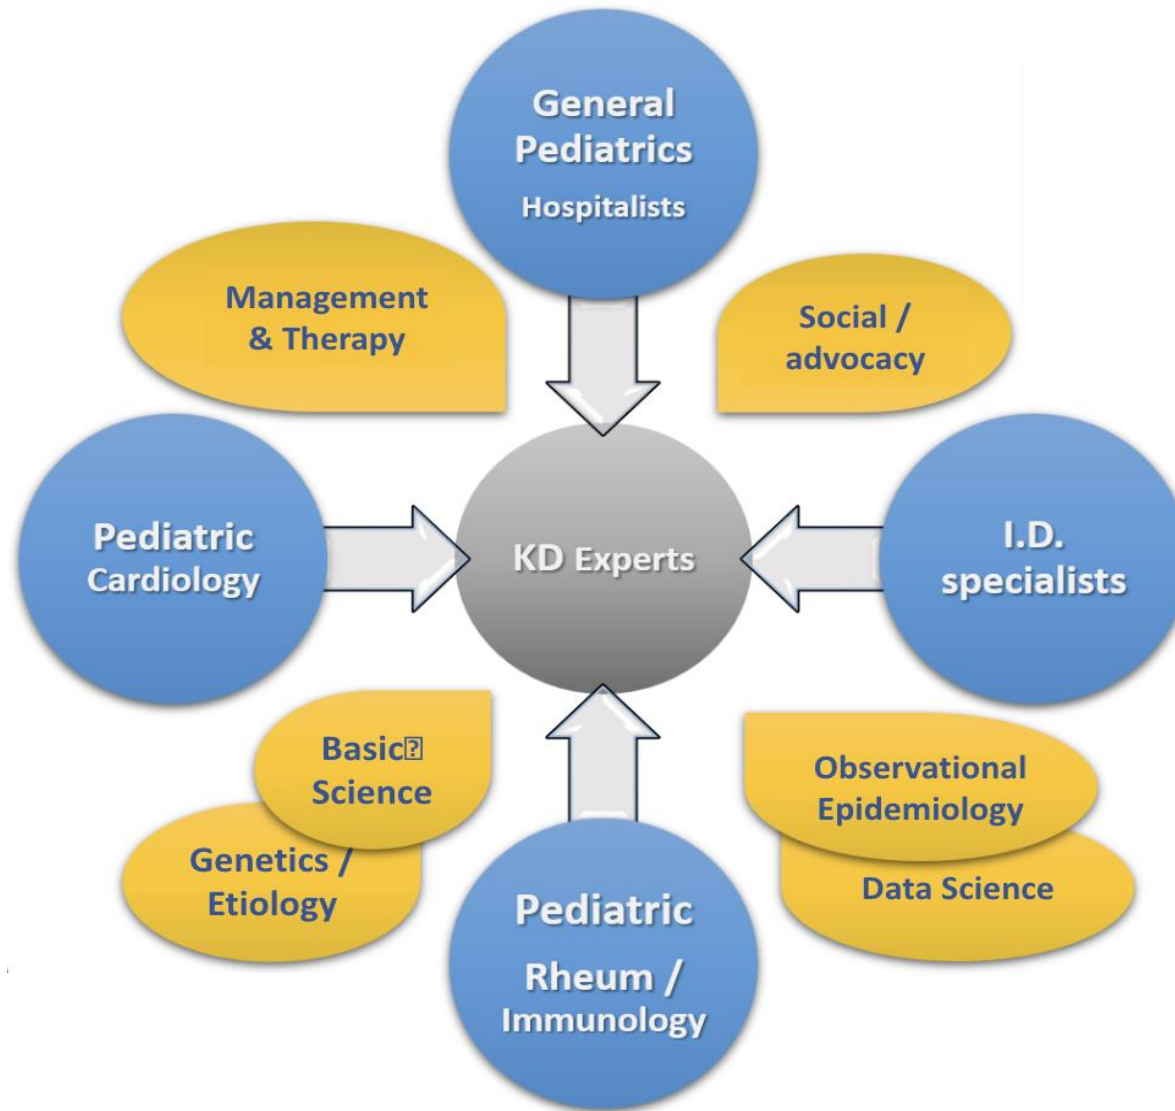 General
Pediatrics
Hospitalists
Management
& Therapy
Social /
advocacy
Pediatric
Cardiology
KD Experts
I.D.
specialists
Basic
Science
Genetics /
Etiology
Observational
Epidemiology
Data Science
Pediatric
Rheum /
Immunology